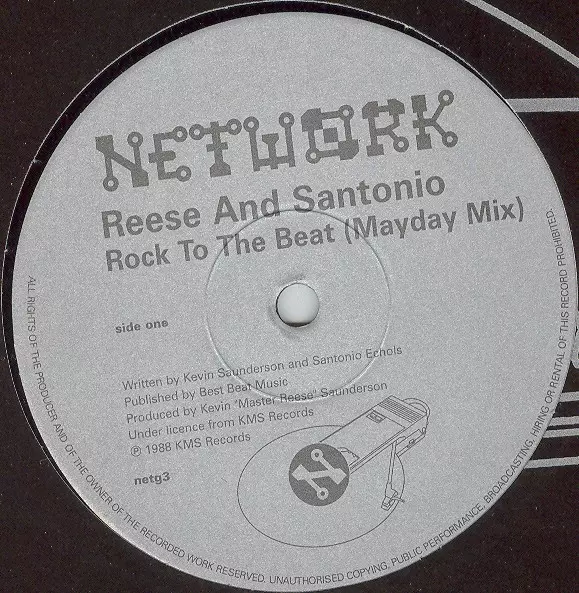 NETWORK
Reese And Santonio
Rock To The Beat (Mayday Mix)
side one
Written by Kevin Saunderson and Santonio Echols
Published by Best Beat Music
Produced by Kevin "Master Reese" Saunderson
Under licence from KMS Records
℗ 1988 KMS Records
netg3
N
ALL RIGHTS OF THE PRODUCER AND OF THE OWNER OF THE RECORDED WORK RESERVED. UNAUTHORISED COPYING, PUBLIC PERFORMANCE, BROADCASTING, HIRING OR RENTAL OF THIS RECORD PROHIBITED.